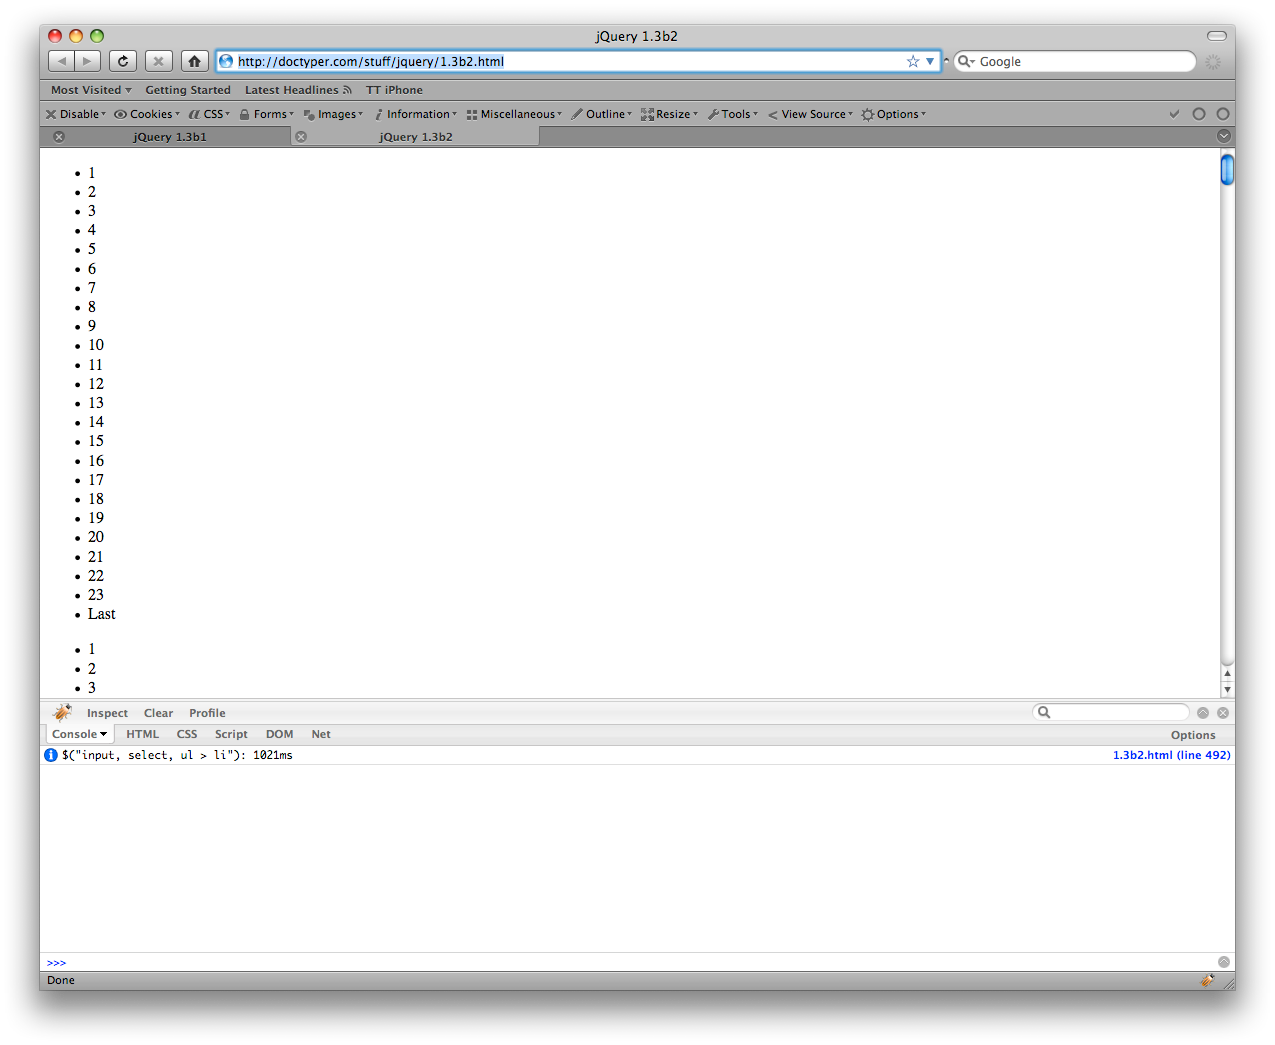 jQuery 1.3b2
http://doctyper.com/stuff/jquery/1.3b2.html Google
Most Visited Getting Started Latest Headlines TT iPhone
Disable Cookies CSS Forms Images Information Miscellaneous Outline Resize Tools View Source Options
jQuery 1.3b1 jQuery 1.3b2
1
2
3
4
5
6
7
8
9
10
11
12
13
14
15
16
17
18
19
20
21
22
23
Last
1
2
3
Inspect Clear Profile
Console HTML CSS Script DOM Net Options
$("input, select, ul > li"): 1021ms 1.3b2.html (line 492)
>>>
Done